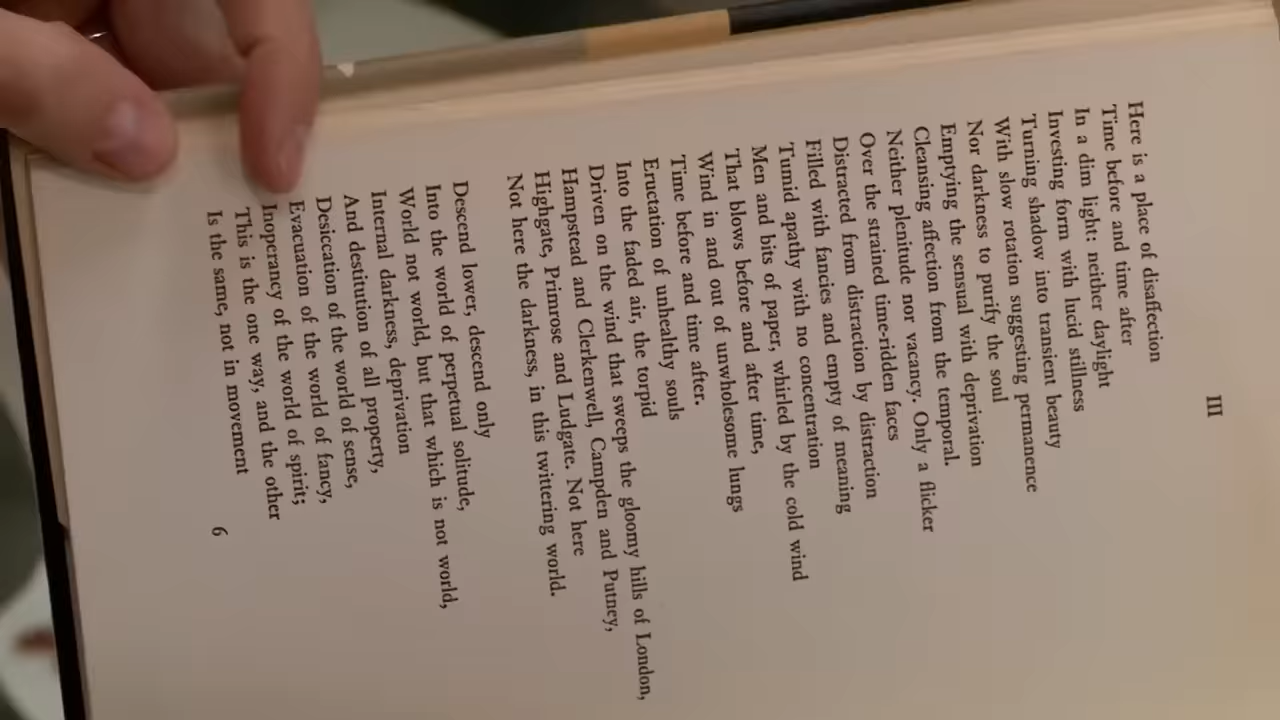 III
Here is a place of disaffection
Time before and time after
In a dim light: neither daylight
Investing form with lucid stillness
Turning shadow into transient beauty
With slow rotation suggesting permanence
Nor darkness to purify the soul
Emptying the sensual with deprivation
Cleansing affection from the temporal.
Neither plenitude nor vacancy. Only a flicker
Over the strained time-ridden faces
Distracted from distraction by distraction
Filled with fancies and empty of meaning
Tumid apathy with no concentration
Men and bits of paper, whirled by the cold wind
That blows before and after time,
Wind in and out of unwholesome lungs
Time before and time after.
Eructation of unhealthy souls
Into the faded air, the torpid
Driven on the wind that sweeps the gloomy hills of London,
Hampstead and Clerkenwell, Campden and Putney,
Highgate, Primrose and Ludgate. Not here
Not here the darkness, in this twittering world.
Descend lower, descend only
Into the world of perpetual solitude,
World not world, but that which is not world,
Internal darkness, deprivation
And destitution of all property,
Desiccation of the world of sense,
Evacuation of the world of fancy,
Inoperancy of the world of spirit;
This is the one way, and the other
Is the same, not in movement
6